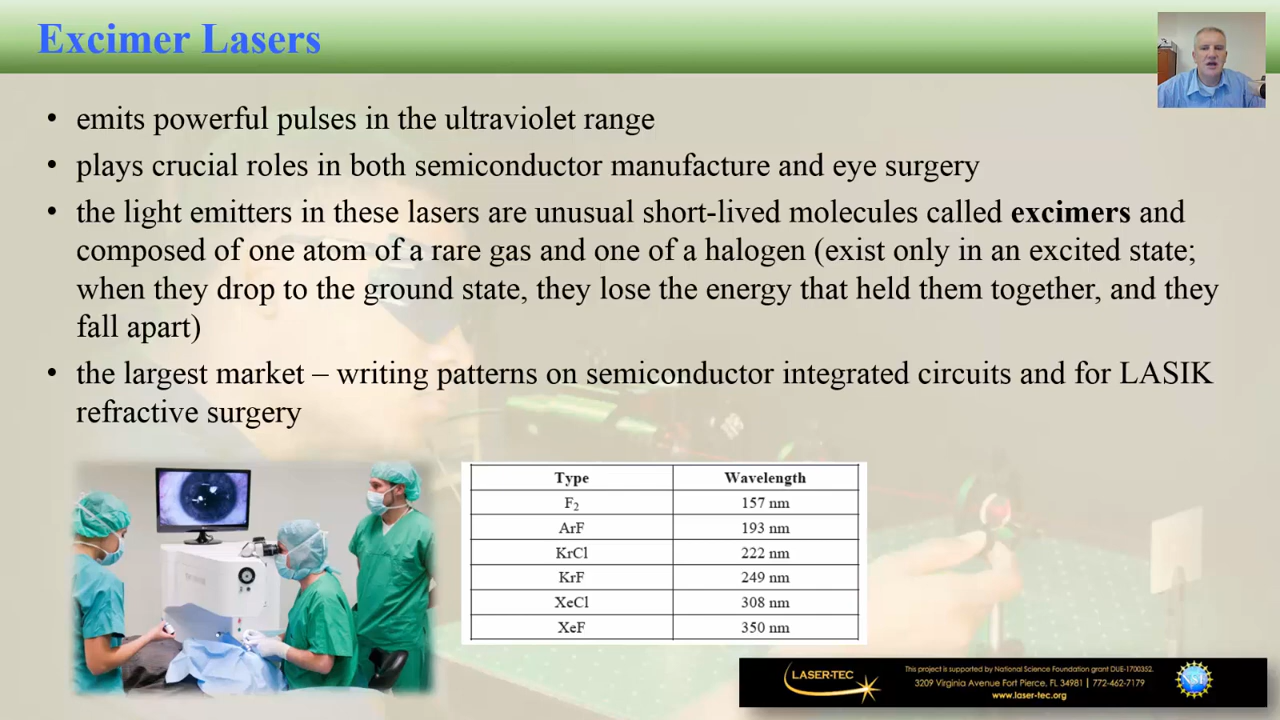 Excimer Lasers
• emits powerful pulses in the ultraviolet range
• plays crucial roles in both semiconductor manufacture and eye surgery
• the light emitters in these lasers are unusual short-lived molecules called excimers and
composed of one atom of a rare gas and one of a halogen (exist only in an excited state;
when they drop to the ground state, they lose the energy that held them together, and they
fall apart)
• the largest market – writing patterns on semiconductor integrated circuits and for LASIK
refractive surgery
Type Wavelength
F₂ 157 nm
ArF 193 nm
KrCl 222 nm
KrF 249 nm
XeCl 308 nm
XeF 350 nm
LASER-TEC
This project is supported by National Science Foundation grant DUE-1700352.
3209 Virginia Avenue Fort Pierce, FL 34981 | 772-462-7179
www.laser-tec.org
NSF